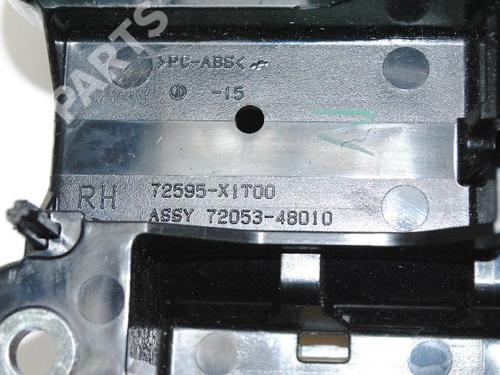 B-Parts
>PC-ABS<
-15
RH 72595-X1T00
ASSY 72053-48010